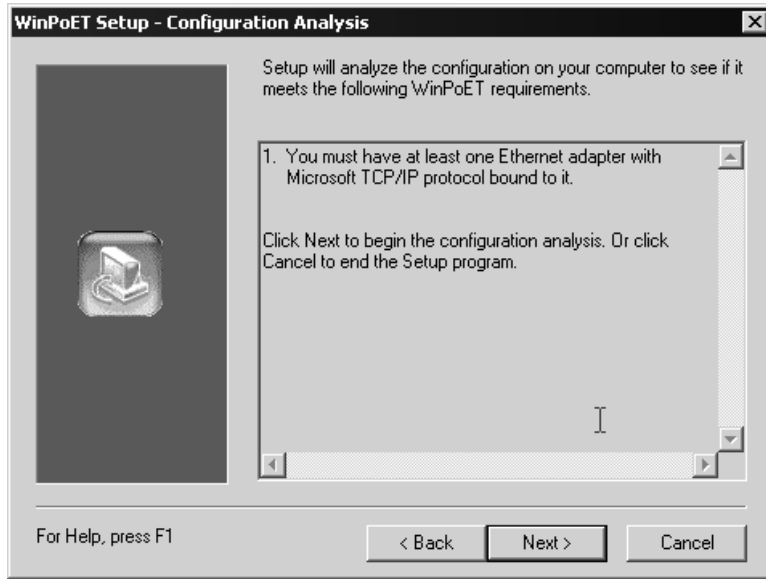 WinPoET Setup - Configuration Analysis
Setup will analyze the configuration on your computer to see if it
meets the following WinPoET requirements.
1. You must have at least one Ethernet adapter with
Microsoft TCP/IP protocol bound to it.
Click Next to begin the configuration analysis. Or click
Cancel to end the Setup program.
For Help, press F1
< Back
Next >
Cancel